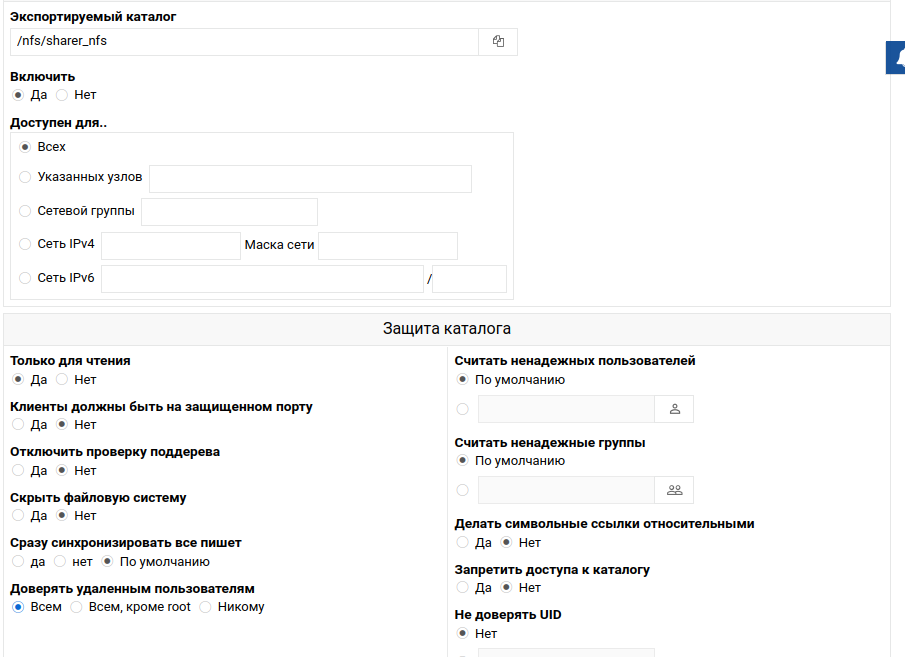 Экспортируемый каталог
/nfs/sharer_nfs
Включить
Да Нет
Доступен для..
Всех
Указанных узлов
Сетевой группы
Сеть IPv4 Маска сети
Сеть IPv6 /
Защита каталога
Только для чтения
Да Нет
Клиенты должны быть на защищенном порту
Да Нет
Отключить проверку поддерева
Да Нет
Скрыть файловую систему
Да Нет
Сразу синхронизировать все пишет
да нет По умолчанию
Доверять удаленным пользователям
Всем Всем, кроме root Никому
Считать ненадежных пользователей
По умолчанию
Считать ненадежные группы
По умолчанию
Делать символьные ссылки относительными
Да Нет
Запретить доступа к каталогу
Да Нет
Не доверять UID
Нет